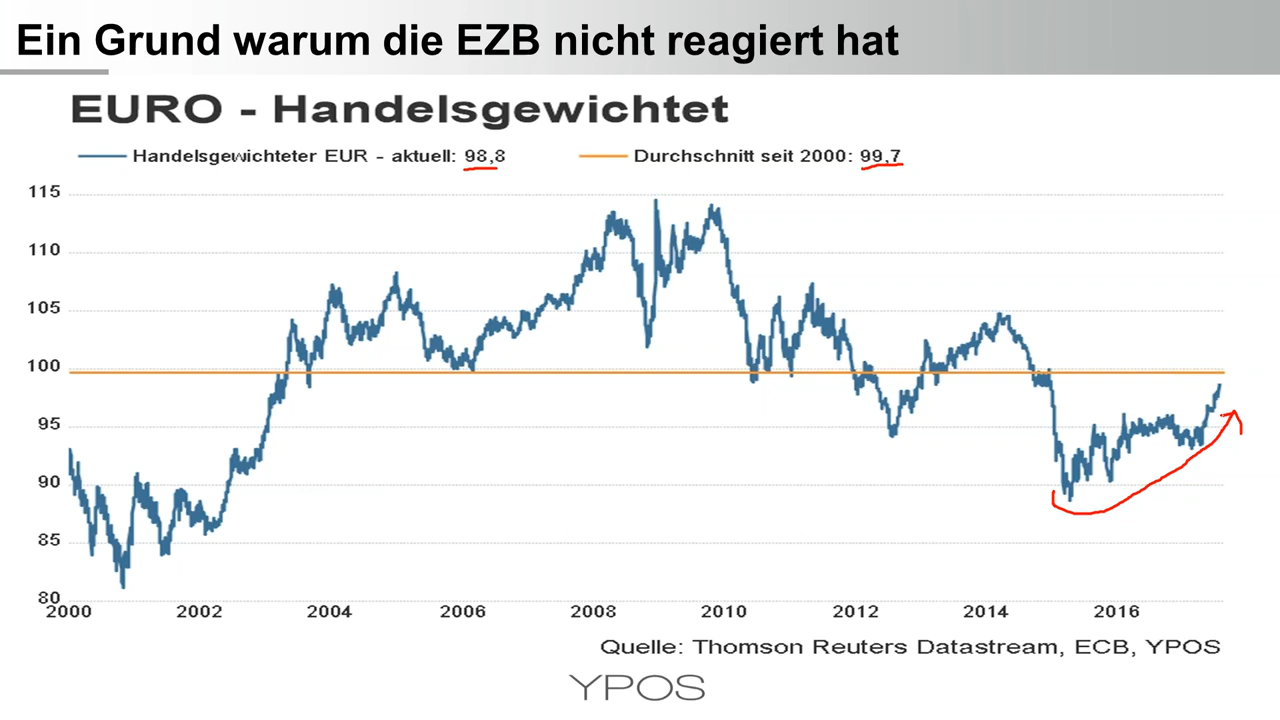 Ein Grund warum die EZB nicht reagiert hat
EURO - Handelsgewichtet
Handelsgewichteter EUR - aktuell: 98,8 Durchschnitt seit 2000: 99,7
115
110
105
100
95
90
85
80
2000 2002 2004 2006 2008 2010 2012 2014 2016
Quelle: Thomson Reuters Datastream, ECB, YPOS
YPOS